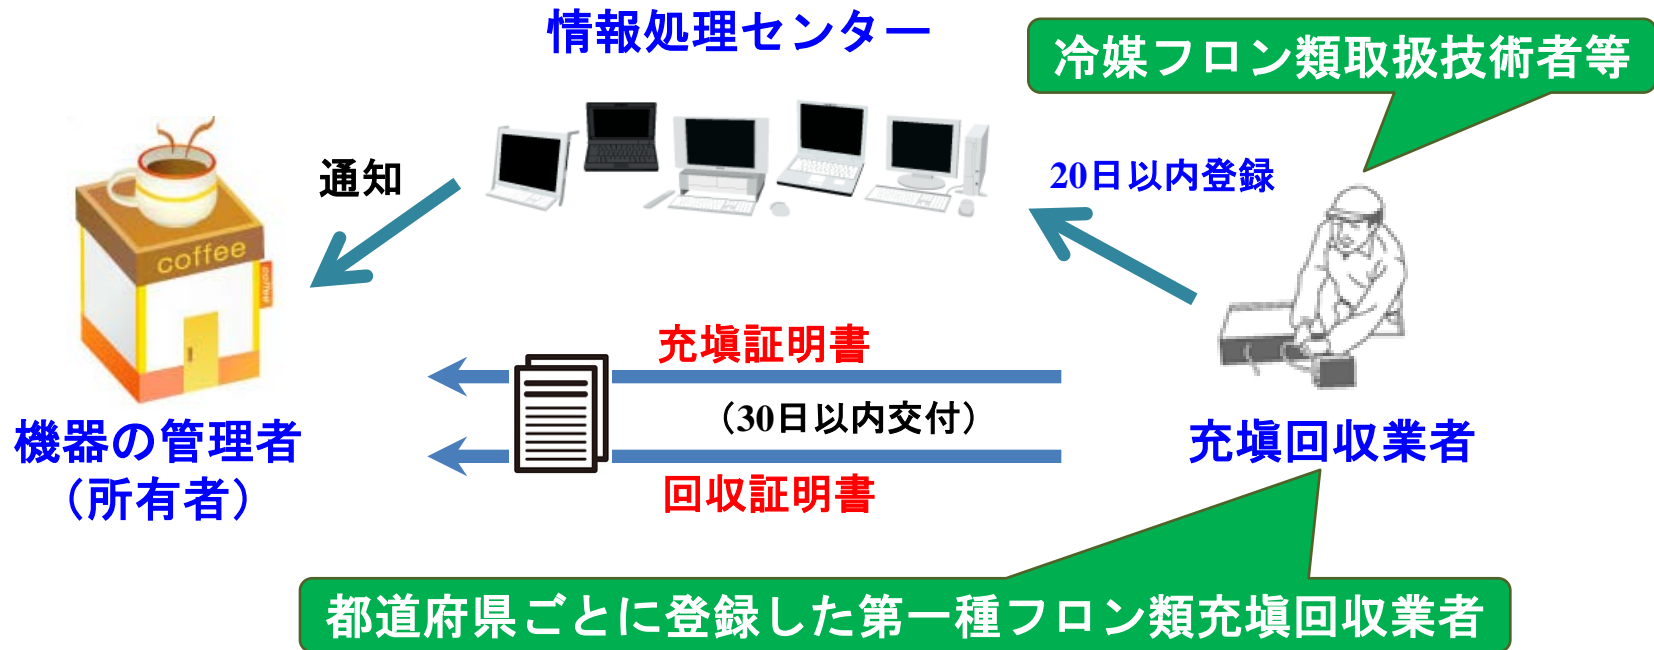 情報処理センター
冷媒フロン類取扱技術者等
通知
20日以内登録
coffee
coffee
充塡証明書
（30日以内交付）
回収証明書
機器の管理者
（所有者）
充塡回収業者
都道府県ごとに登録した第一種フロン類充塡回収業者